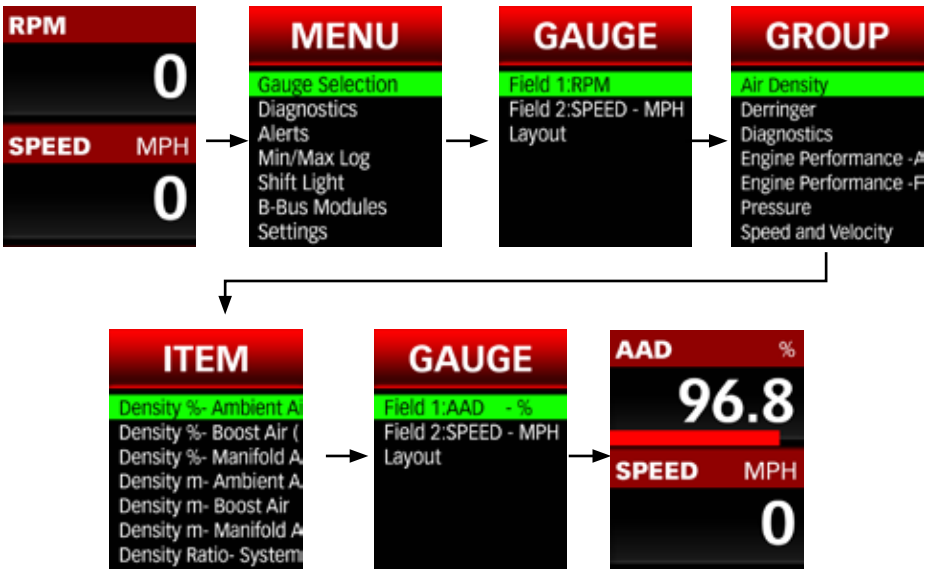 RPM
0
SPEED MPH
0
MENU
Gauge Selection
Diagnostics
Alerts
Min/Max Log
Shift Light
B-Bus Modules
Settings
GAUGE
Field 1:RPM
Field 2:SPEED - MPH
Layout
GROUP
Air Density
Derringer
Diagnostics
Engine Performance -A
Engine Performance -F
Pressure
Speed and Velocity
ITEM
Density %- Ambient Ai
Density %- Boost Air (
Density %- Manifold A
Density m- Ambient A
Density m- Boost Air
Density m- Manifold A
Density Ratio- System
GAUGE
Field 1:AAD - %
Field 2:SPEED - MPH
Layout
AAD %
96.8
SPEED MPH
0